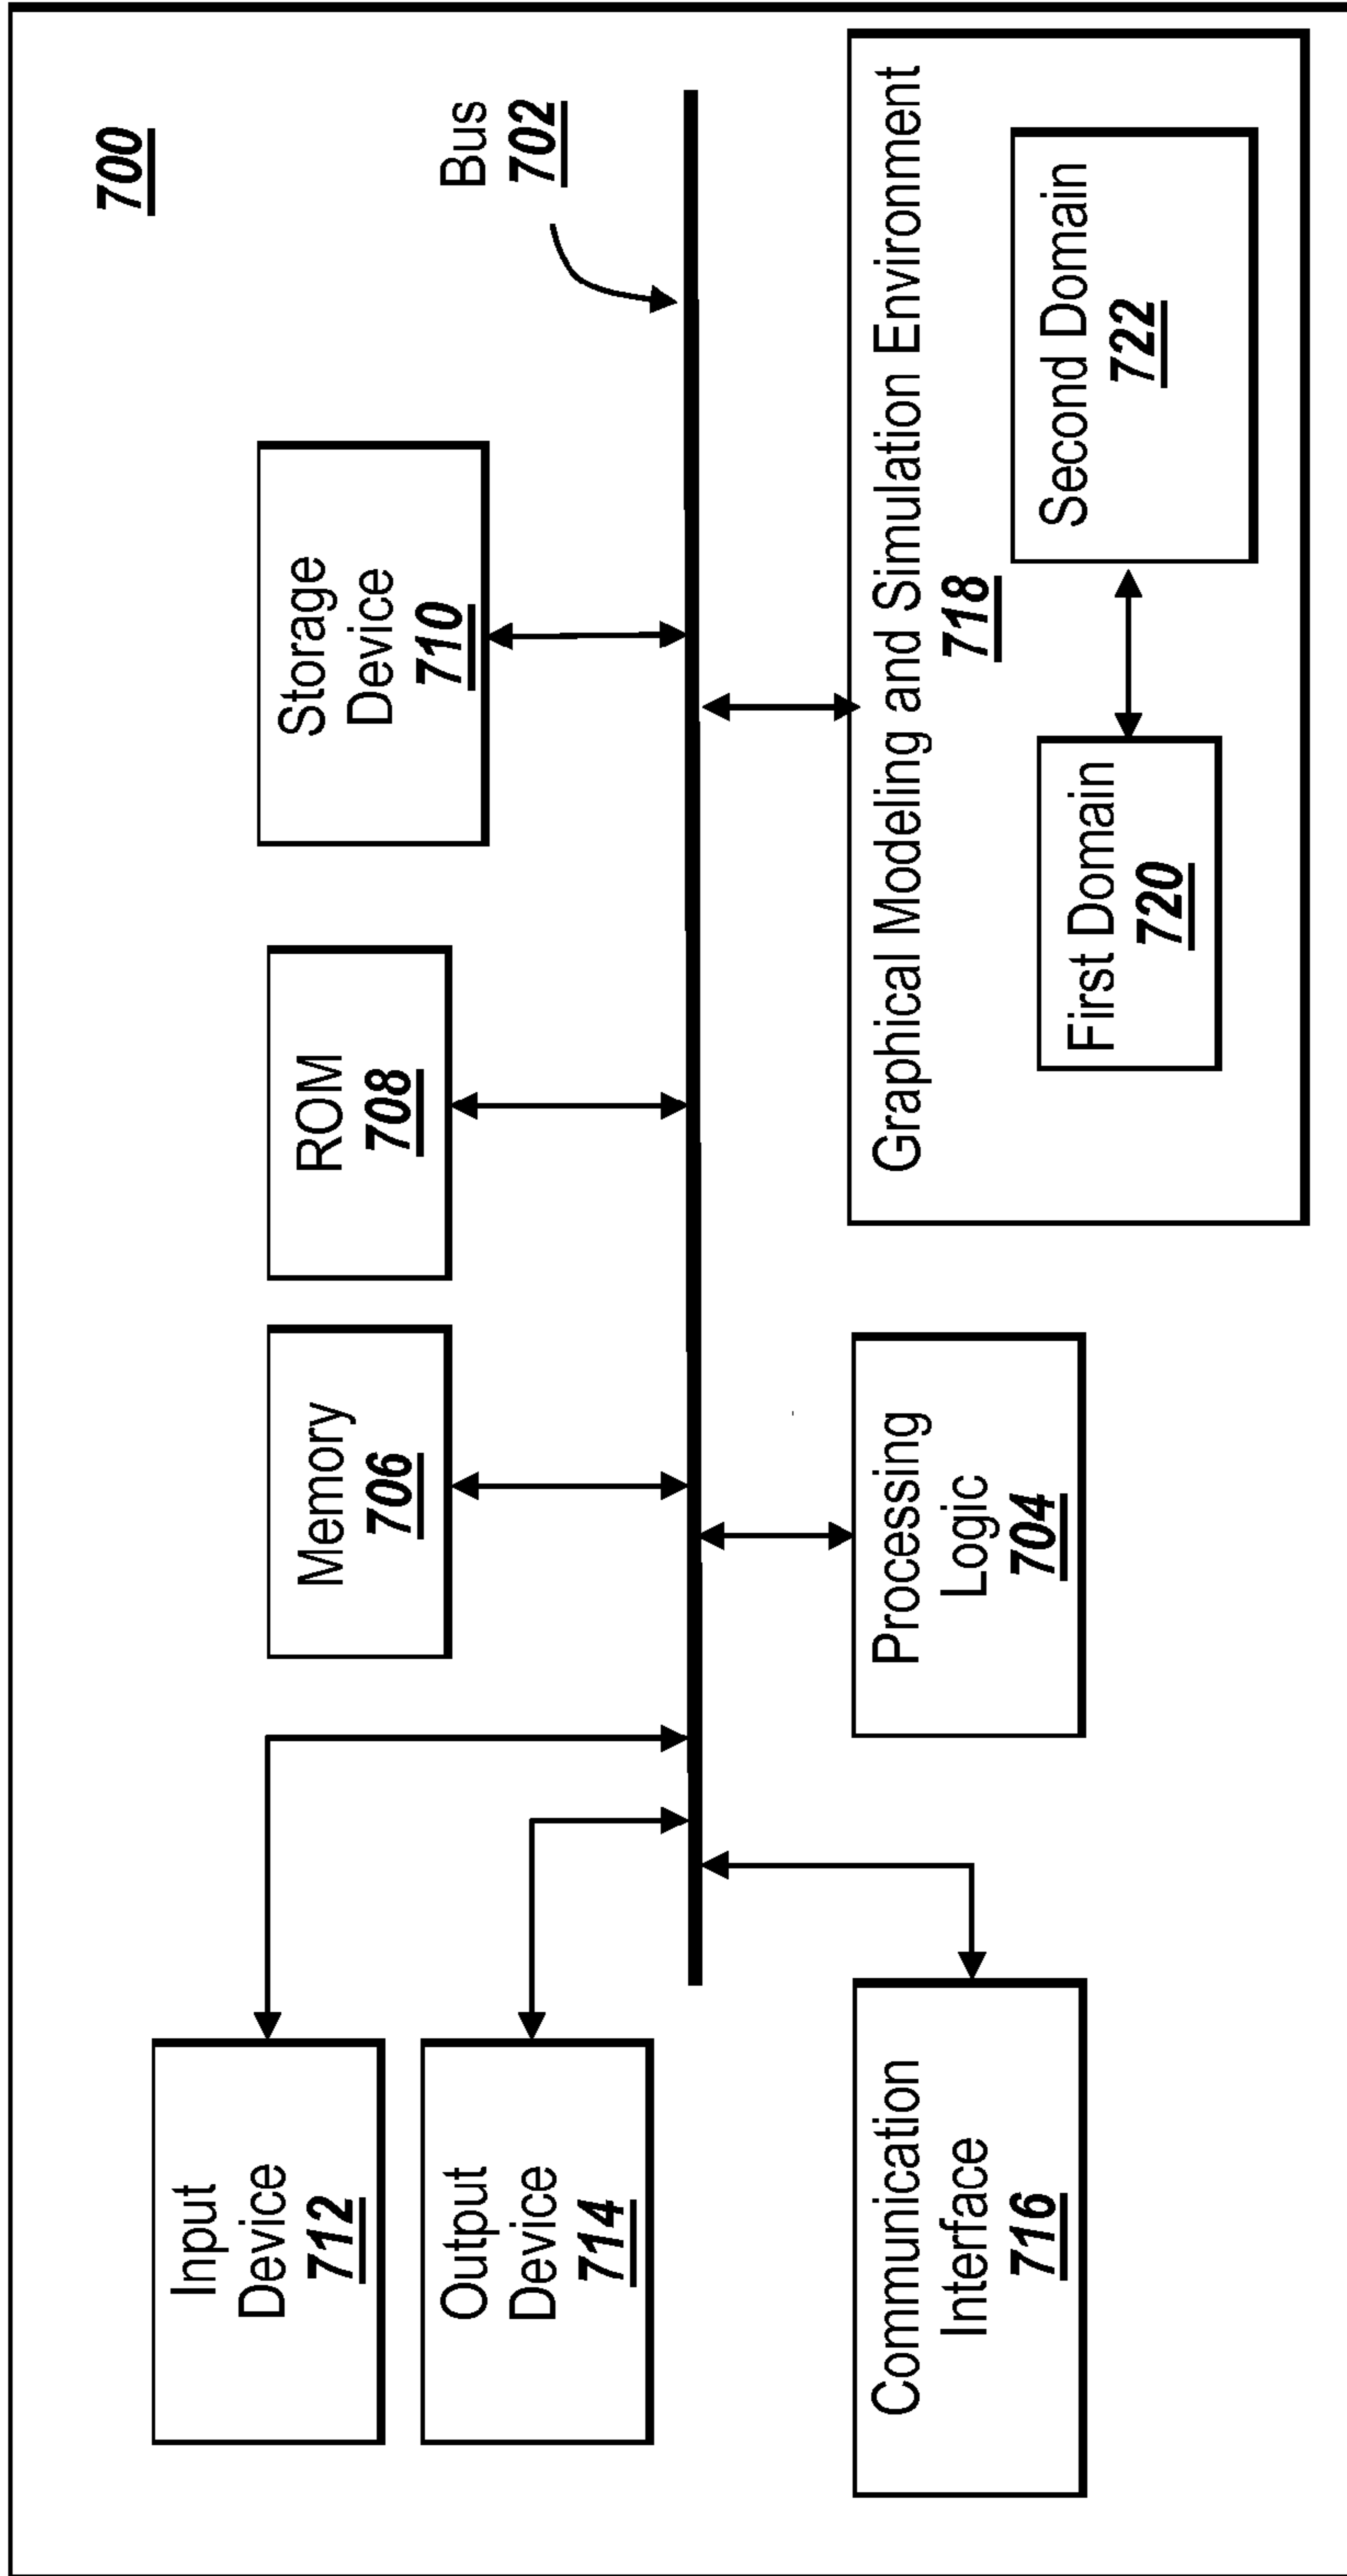 700
Input
Device
712
Output
Device
714
Memory
706
ROM
708
Storage
Device
710
Bus
702
Communication
Interface
716
Processing
Logic
704
Graphical Modeling and Simulation Environment
718
First Domain
720
Second Domain
722